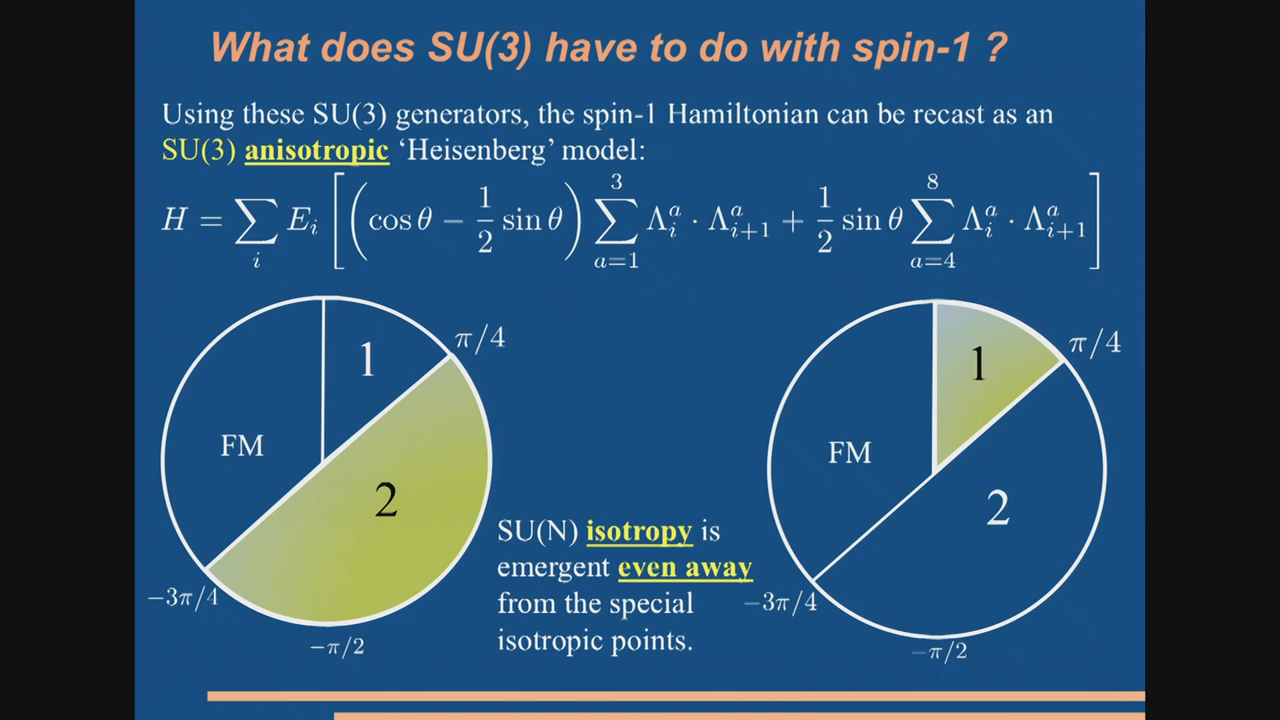 What does SU(3) have to do with spin-1 ?
Using these SU(3) generators, the spin-1 Hamiltonian can be recast as an
SU(3) anisotropic ‘Heisenberg’ model:
H = ∑_i E_i [ ( cos θ − 1/2 sin θ ) ∑_{a=1}^{3} Λ_i^a · Λ_{i+1}^a + 1/2 sin θ ∑_{a=4}^{8} Λ_i^a · Λ_{i+1}^a ]
1
π/4
FM
2
−3π/4
−π/2
SU(N) isotropy is
emergent even away
from the special
isotropic points.
1
π/4
FM
2
−3π/4
−π/2